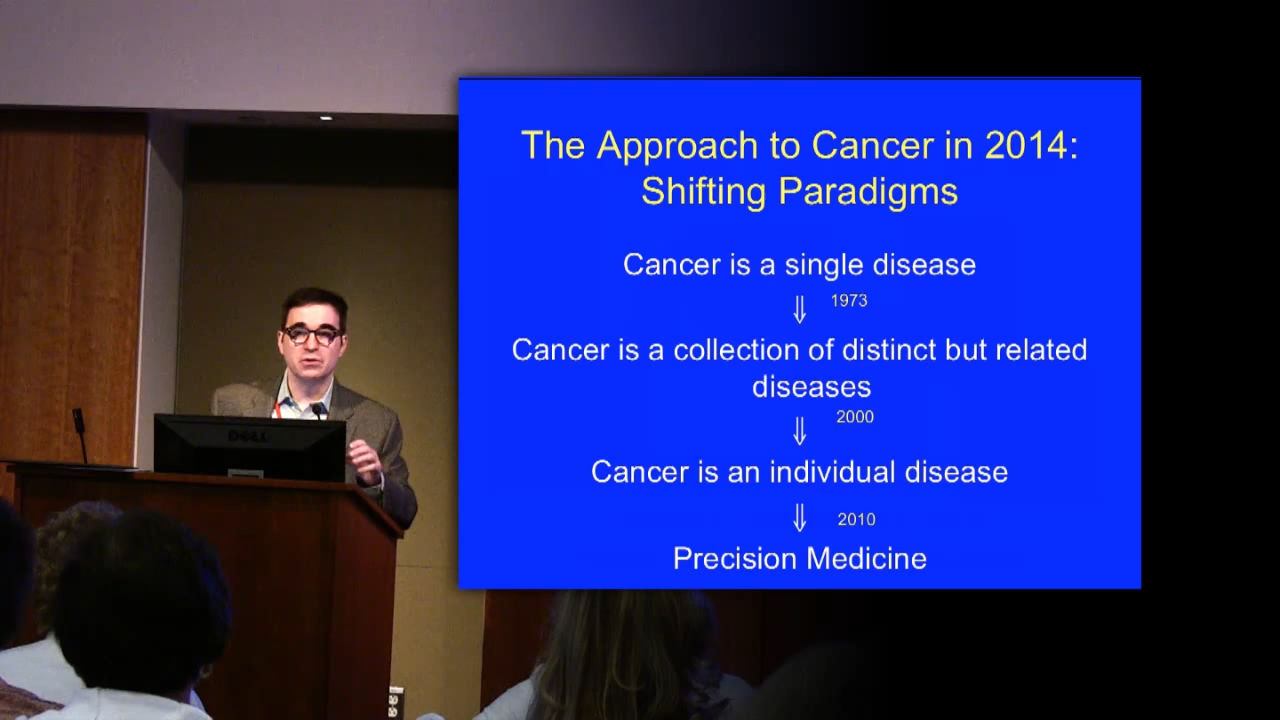 The Approach to Cancer in 2014:
Shifting Paradigms
Cancer is a single disease
1973
Cancer is a collection of distinct but related
diseases
2000
Cancer is an individual disease
2010
Precision Medicine
DELL